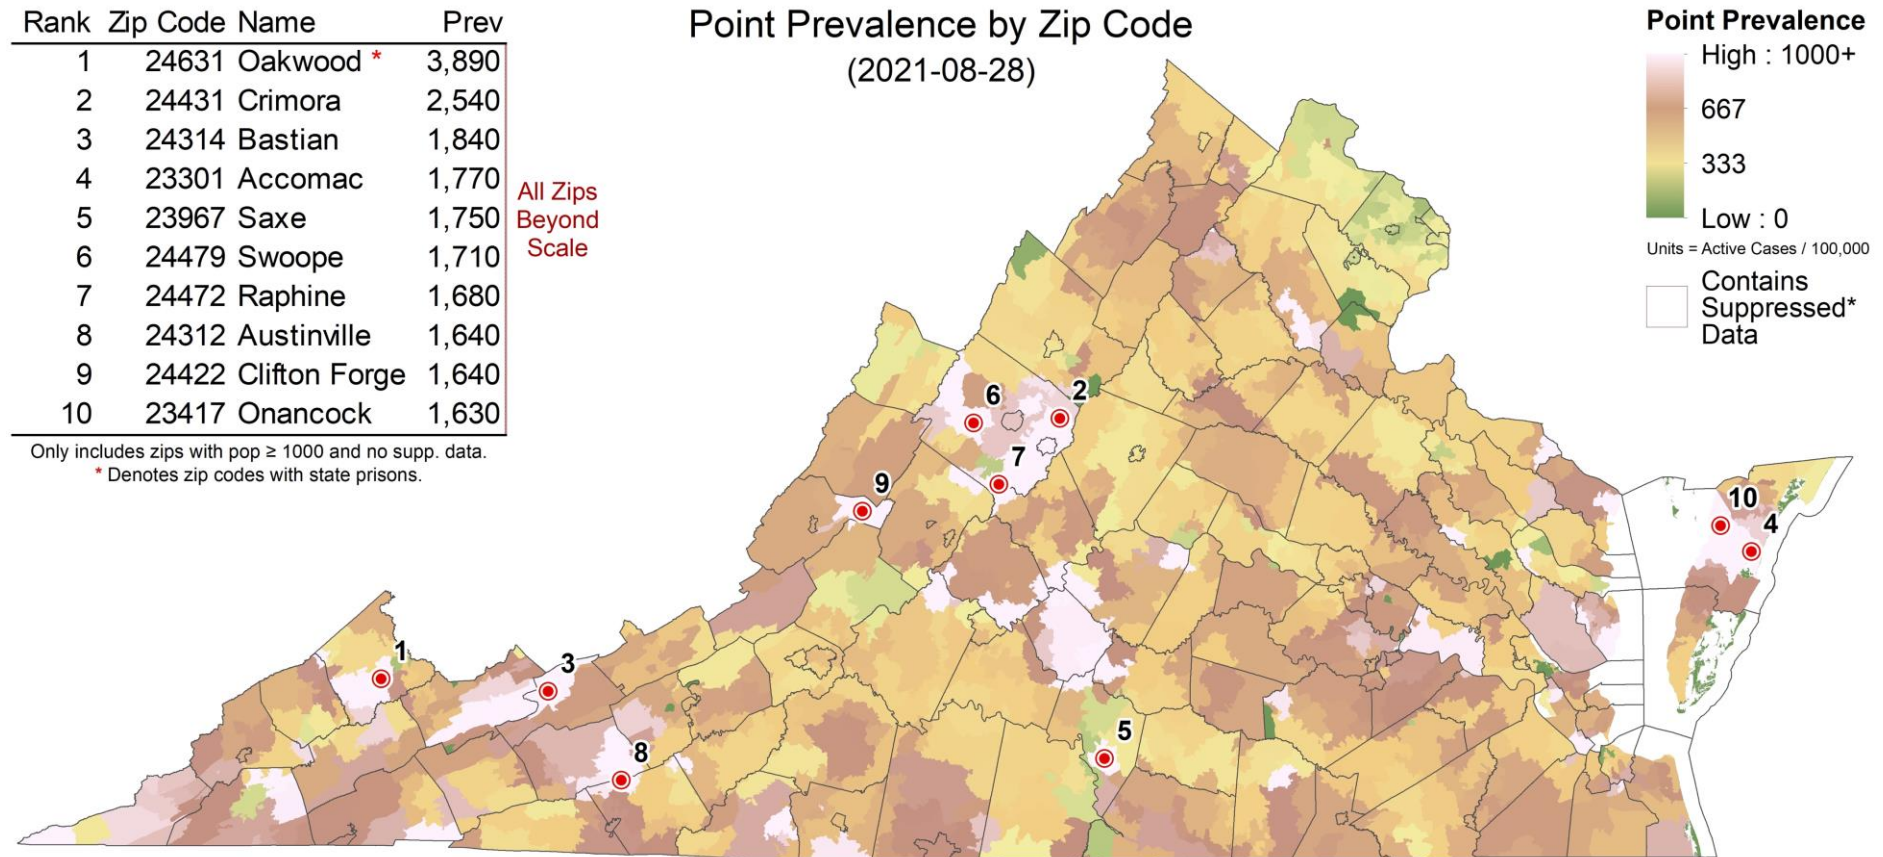 Point Prevalence by Zip Code
(2021-08-28)
Rank Zip Code Name Prev
1 24631 Oakwood * 3,890
2 24431 Crimora 2,540
3 24314 Bastian 1,840
4 23301 Accomac 1,770
5 23967 Saxe 1,750
6 24479 Swoope 1,710
7 24472 Raphine 1,680
8 24312 Austinville 1,640
9 24422 Clifton Forge 1,640
10 23417 Onancock 1,630
Only includes zips with pop ≥ 1000 and no supp. data.
* Denotes zip codes with state prisons.
All Zips
Beyond
Scale
Point Prevalence
High : 1000+
667
333
Low : 0
Units = Active Cases / 100,000
Contains
Suppressed*
Data
6
2
7
9
10
4
1
3
5
8